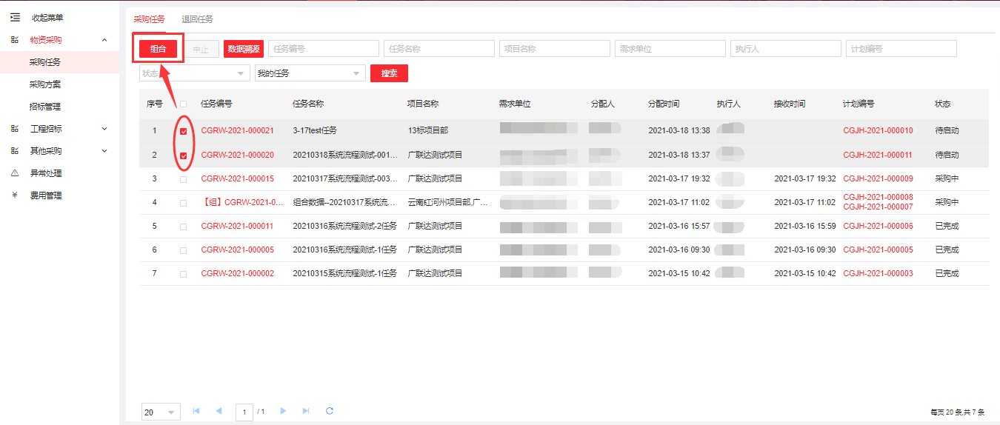 收起菜单
物资采购
采购任务
采购方案
招标管理
工程招标
其他采购
异常处理
¥ 费用管理
采购任务 退回任务
组合 中止 数据溯源 任务编号 任务名称 项目名称 需求单位 执行人 计划编号
状态 我的任务 搜索
序号 任务编号 任务名称 项目名称 需求单位 分配人 分配时间 执行人 接收时间 计划编号 状态
1 CGRW-2021-000021 3-17test任务 13标项目部 2021-03-18 13:38 CGJH-2021-000010 待启动
2 CGRW-2021-000020 20210318系统流程测试-001... 广联达测试项目 2021-03-18 13:37 CGJH-2021-000011 待启动
3 CGRW-2021-000015 20210317系统流程测试-003... 广联达测试项目 2021-03-17 19:32 2021-03-17 19:32 CGJH-2021-000009 采购中
4 【组】CGRW-2021-0... 组合数据--20210317系统流... 云南红河州项目部,广... 2021-03-17 11:02 2021-03-17 11:02 CGJH-2021-000008 采购中
CGJH-2021-000007
5 CGRW-2021-000011 20210316系统流程测试-2任务 广联达测试项目 2021-03-16 15:57 2021-03-16 15:59 CGJH-2021-000006 已完成
6 CGRW-2021-000005 20210316系统流程测试-1任务 广联达测试项目 2021-03-16 09:30 2021-03-16 09:30 CGJH-2021-000005 已完成
7 CGRW-2021-000002 20210315系统流程测试-1任务 广联达测试项目 2021-03-15 10:42 2021-03-15 10:42 CGJH-2021-000003 已完成
20 1 / 1 每页 20 条,共 7 条